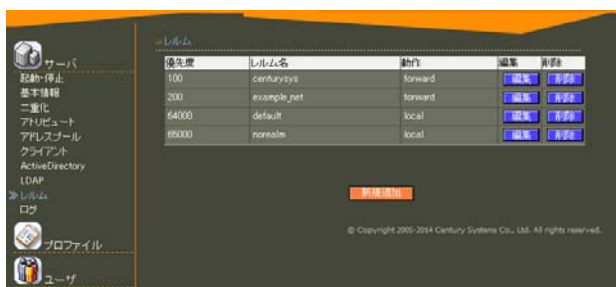 サーバ
起動・停止
基本情報
二重化
アトリビュート
アドレスプール
クライアント
ActiveDirectory
LDAP
レルム
ログ
プロファイル
ユーザ
レルム
優先度 レルム名 動作 編集 削除
100 centurysys forward 編集 削除
200 example_net forward 編集 削除
64000 default local 編集 削除
65000 norealm local 編集 削除
新規追加
© Copyright 2005-2014 Century Systems Co., Ltd. All rights reserved.